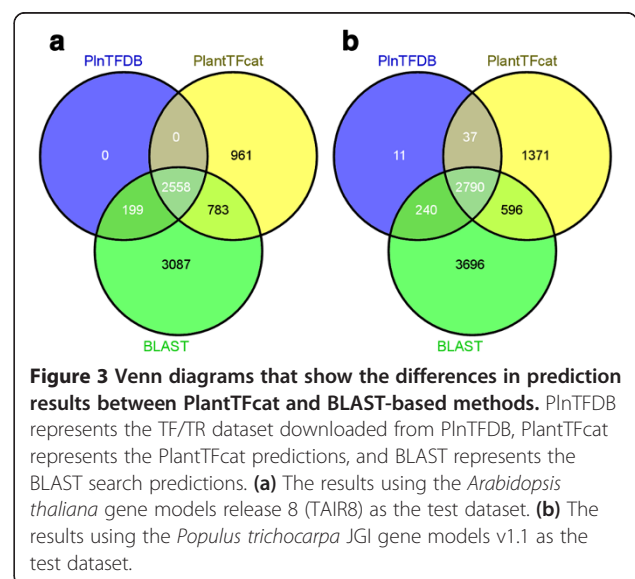 a
b
PlnTFDB
PlantTFcat
PlnTFDB
PlantTFcat
0
0
961
2558
199
783
3087
BLAST
11
37
1371
2790
240
596
3696
BLAST
Figure 3 Venn diagrams that show the differences in prediction
results between PlantTFcat and BLAST-based methods. PlnTFDB
represents the TF/TR dataset downloaded from PlnTFDB, PlantTFcat
represents the PlantTFcat predictions, and BLAST represents the
BLAST search predictions. (a) The results using the Arabidopsis
thaliana gene models release 8 (TAIR8) as the test dataset. (b) The
results using the Populus trichocarpa JGI gene models v1.1 as the
test dataset.